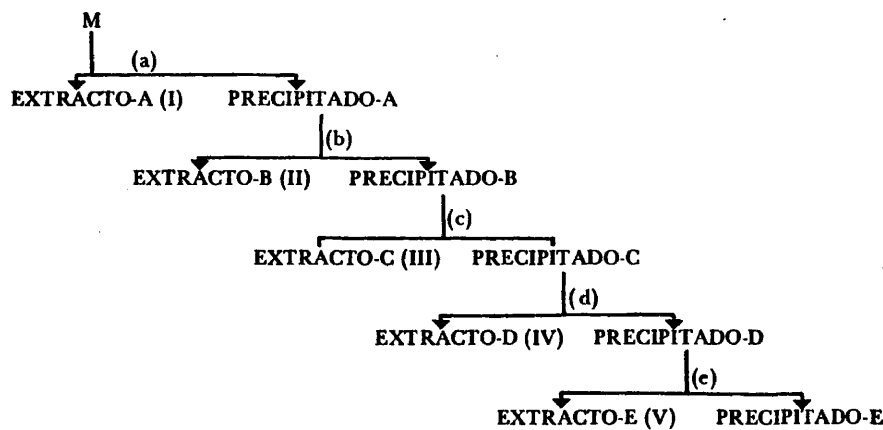 M
(a)
EXTRACTO-A (I) PRECIPITADO-A
(b)
EXTRACTO-B (II) PRECIPITADO-B
(c)
EXTRACTO-C (III) PRECIPITADO-C
(d)
EXTRACTO-D (IV) PRECIPITADO-D
(e)
EXTRACTO-E (V) PRECIPITADO-E